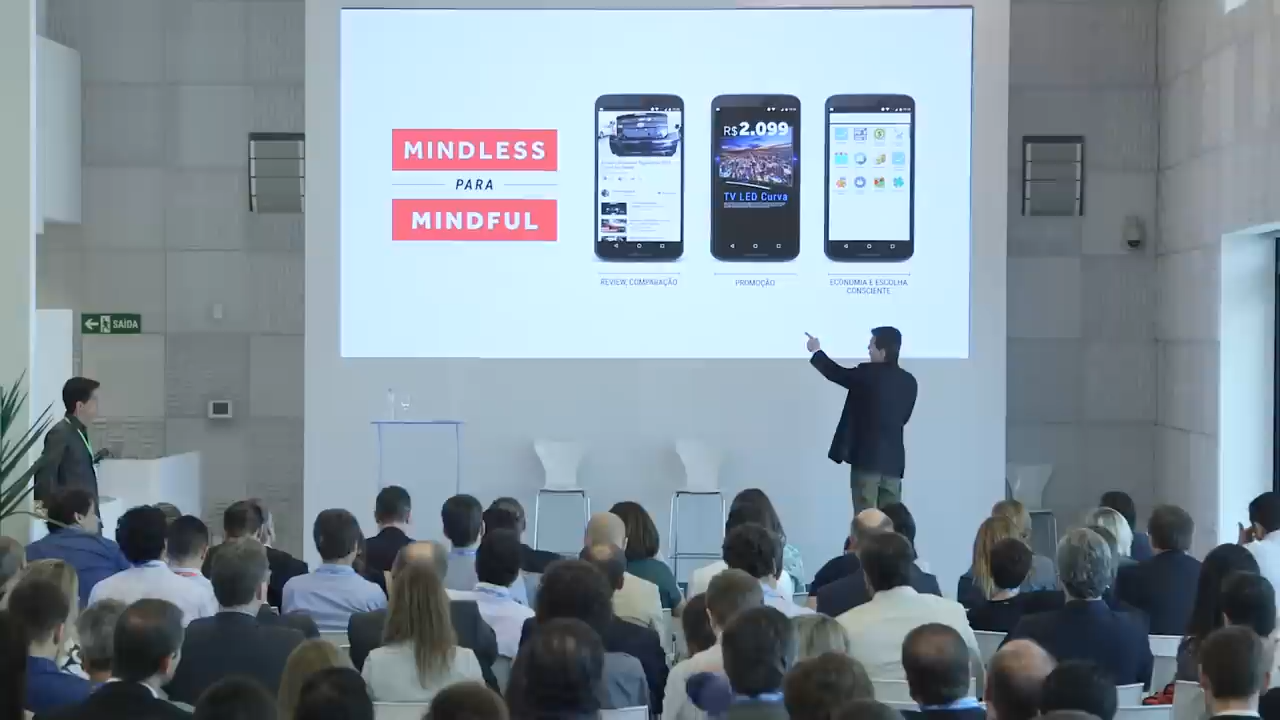 MINDLESS
PARA
MINDFUL
R$2.099
TV LED Curva
REVIEW, COMPARAÇÃO
PROMOÇÃO
ECONOMIA E ESCOLHA
CONSCIENTE
SAÍDA